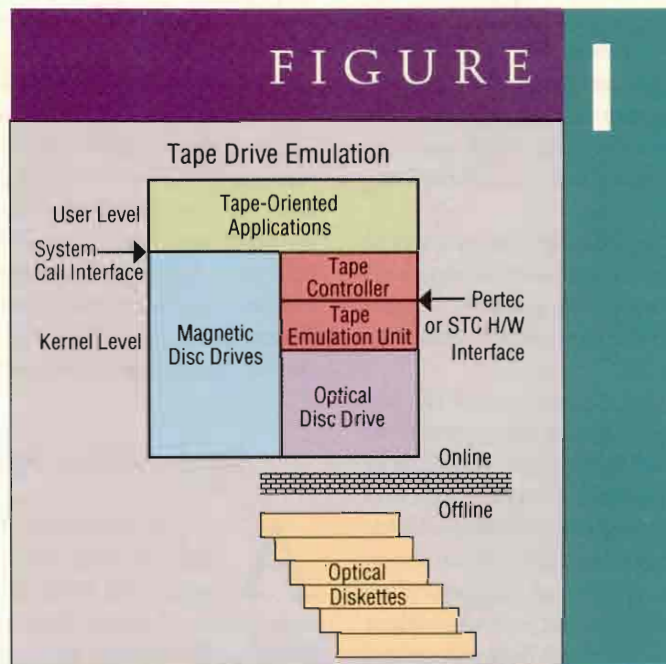 FIGURE I
Tape Drive Emulation
User Level
Tape-Oriented
Applications
System
Call Interface
Tape
Controller
Pertec
or STC H/W
Interface
Kernel Level
Magnetic
Disc Drives
Tape
Emulation Unit
Optical
Disc Drive
Online
Offline
Optical
Diskettes